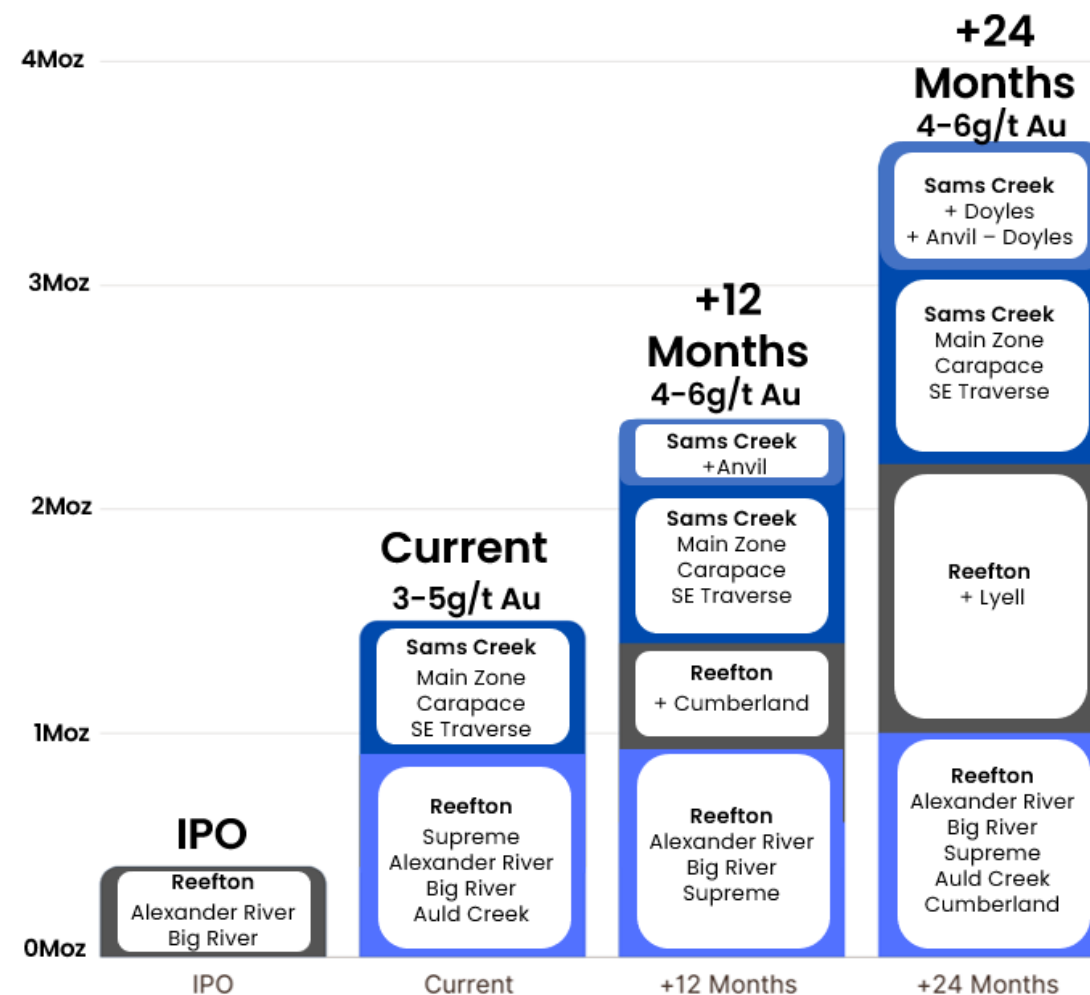 4Moz
3Moz
2Moz
1Moz
0Moz
IPO
Reefton
Alexander River
Big River
Current
3-5g/t Au
Sams Creek
Main Zone
Carapace
SE Traverse
Reefton
Supreme
Alexander River
Big River
Auld Creek
+12
Months
4-6g/t Au
Sams Creek
+Anvil
Sams Creek
Main Zone
Carapace
SE Traverse
Reefton
+ Cumberland
Reefton
Alexander River
Big River
Supreme
+24
Months
4-6g/t Au
Sams Creek
+ Doyles
+ Anvil – Doyles
Sams Creek
Main Zone
Carapace
SE Traverse
Reefton
+ Lyell
Reefton
Alexander River
Big River
Supreme
Auld Creek
Cumberland
IPO
Current
+12 Months
+24 Months